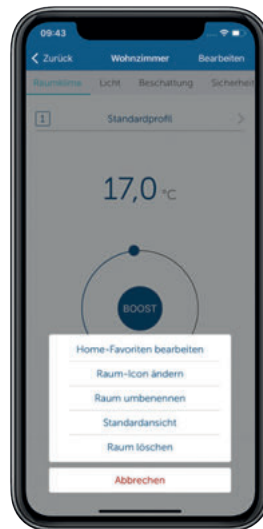 09:43
Zurück Wohnzimmer Bearbeiten
Raumklima Licht Beschattung Sicherheit
1 Standardprofil
17,0 °C
BOOST
Home-Favoriten bearbeiten
Raum-Icon ändern
Raum umbenennen
Standardansicht
Raum löschen
Abbrechen